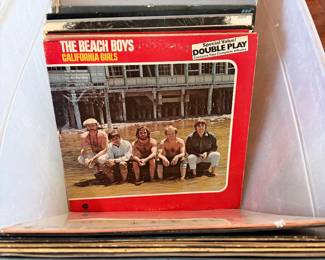 THE BEACH BOYS
CALIFORNIA GIRLS
Special Value!
DOUBLE PLAY